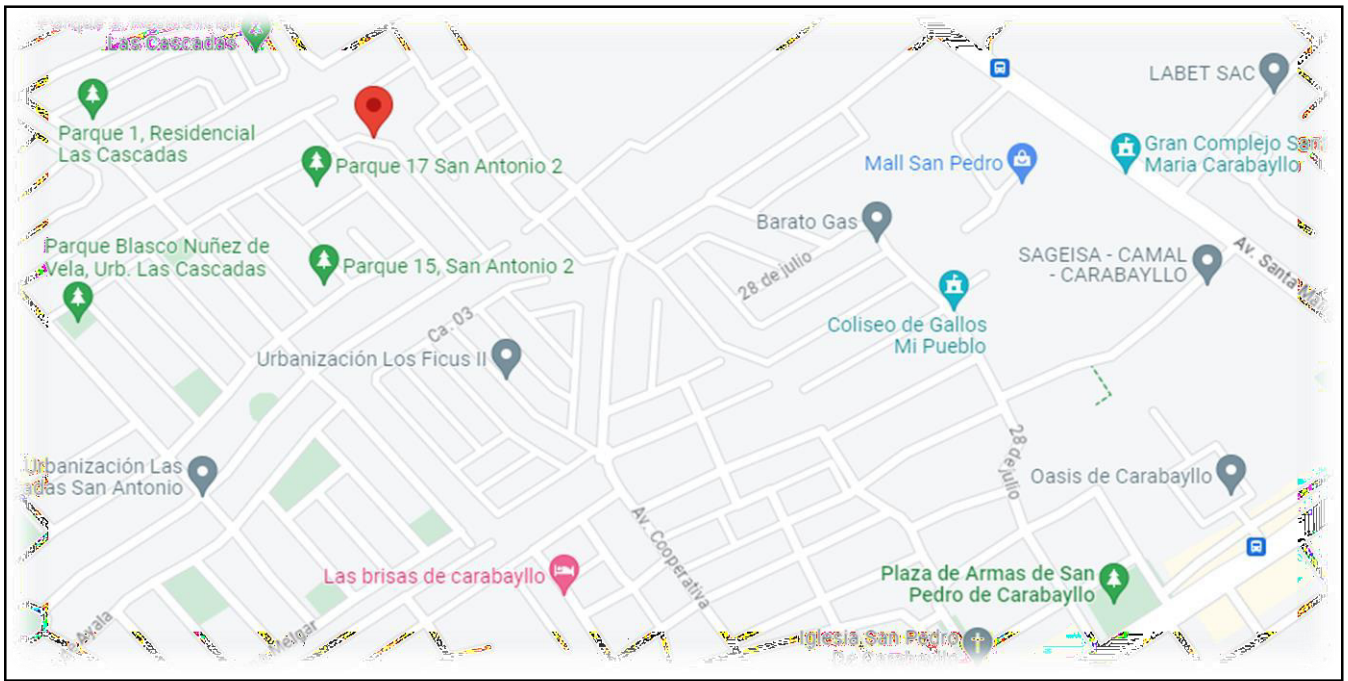 Las Cascadas
LABET SAC
Parque 1, Residencial
Las Cascadas
Gran Complejo
Maria Carabayllo
Mall San Pedro
Parque 17 San Antonio 2
Barato Gas
Parque Blasco Nuñez de
Vela, Urb. Las Cascadas
Av. Santa
SAGEISA - CAMAL
- CARABAYLLO
Parque 15, San Antonio 2
28 de julio
Ca. 03
Coliseo de Gallos
Mi Pueblo
Urbanización Los Ficus II
28 de julio
Urbanización Las
San Antonio
Oasis de Carabayllo
Av. Cooperativa
Las brisas de carabayllo
Plaza de Armas de San
Pedro de Carabayllo
Ayala
Melgar
Iglesia San Pedro